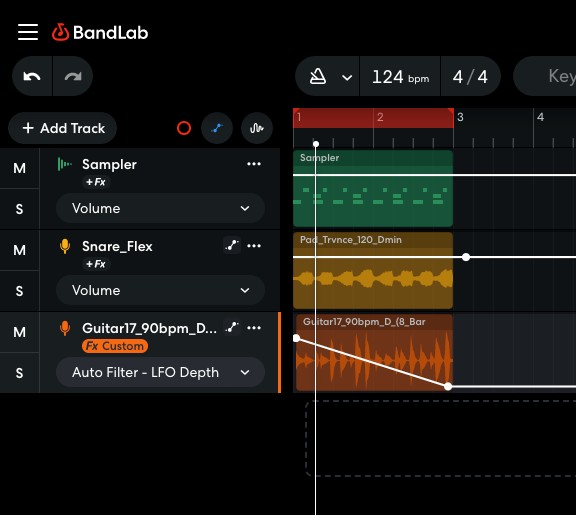 BandLab
124 bpm
4 / 4
Key
+ Add Track
1 2 3 4
M
Sampler
+Fx
S
Volume
Sampler
M
Snare_Flex
+Fx
S
Volume
Pad_Trvnce_120_Dmin
M
Guitar17_90bpm_D...
Fx Custom
S
Auto Filter - LFO Depth
Guitar17_90bpm_D_(8_Bar